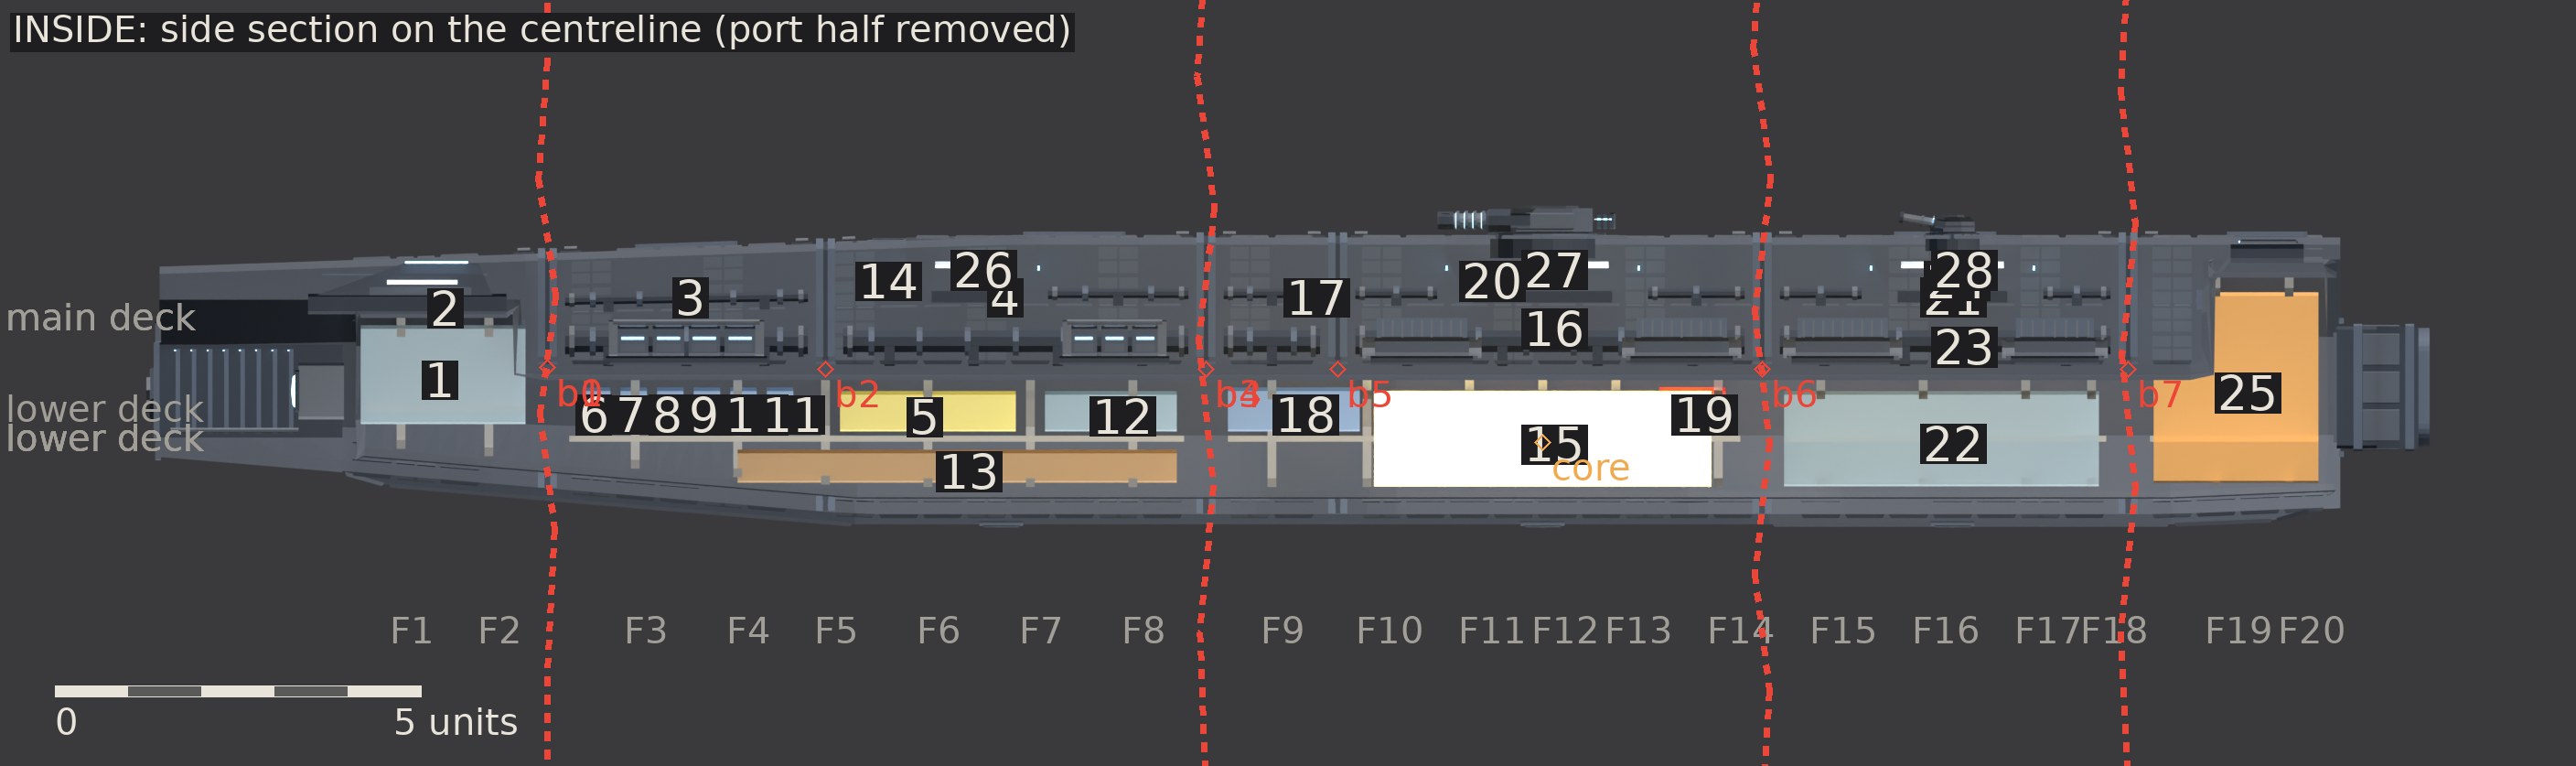 INSIDE: side section on the centreline (port half removed)
26 27 28
14 20
3 4 17 21
main deck 2
16
23
1
b2 b5 b6 b7
25
lower deck 6 7 8 9 1 11 5 12 18 19
lower deck 15 22
core
13
F1 F2 F3 F4 F5 F6 F7 F8 F9 F10 F11 F12 F13 F14 F15 F16 F17 F18 F19 F20
0 5 units